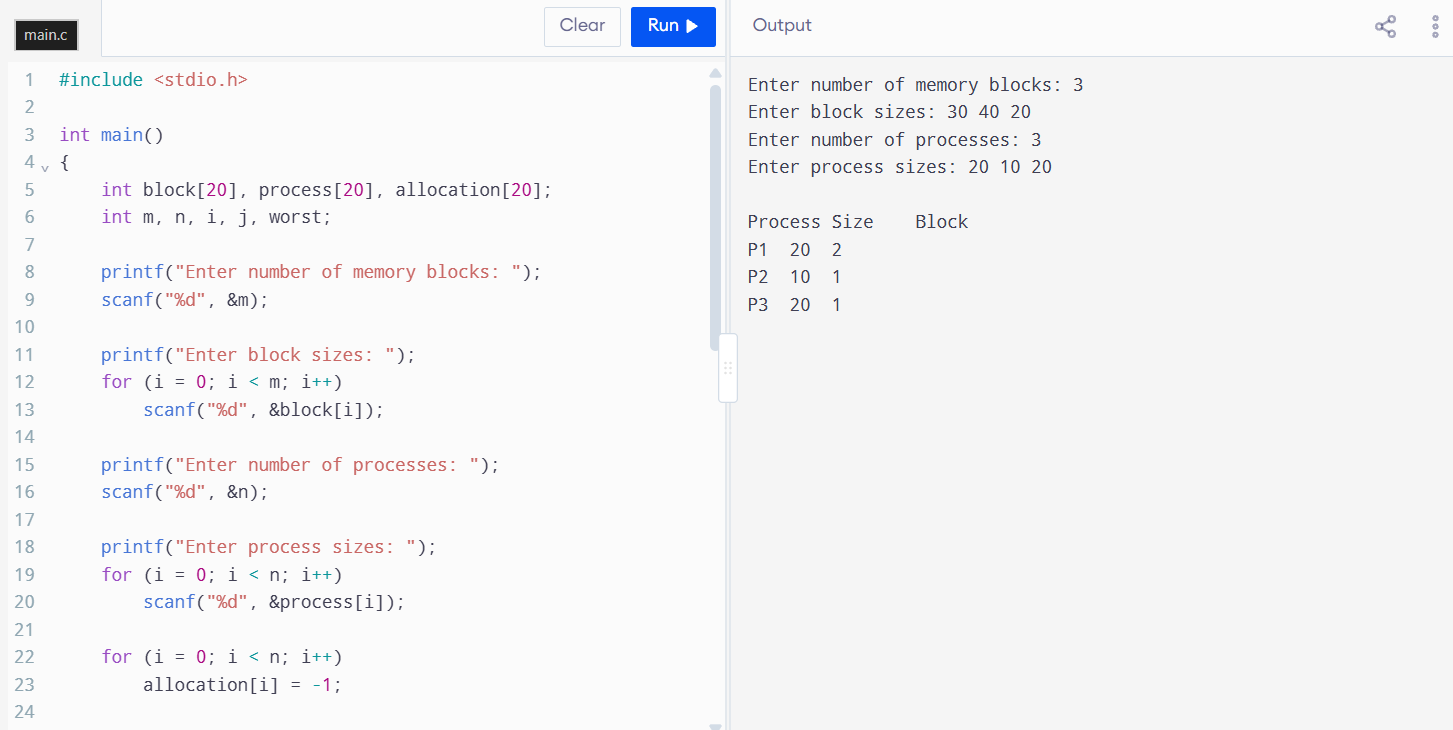 main.c
Clear
Run
Output
1 #include <stdio.h>
2
3 int main()
4 {
5     int block[20], process[20], allocation[20];
6     int m, n, i, j, worst;
7
8     printf("Enter number of memory blocks: ");
9     scanf("%d", &m);
10
11     printf("Enter block sizes: ");
12     for (i = 0; i < m; i++)
13         scanf("%d", &block[i]);
14
15     printf("Enter number of processes: ");
16     scanf("%d", &n);
17
18     printf("Enter process sizes: ");
19     for (i = 0; i < n; i++)
20         scanf("%d", &process[i]);
21
22     for (i = 0; i < n; i++)
23         allocation[i] = -1;
24
Enter number of memory blocks: 3
Enter block sizes: 30 40 20
Enter number of processes: 3
Enter process sizes: 20 10 20

Process Size    Block
P1  20  2
P2  10  1
P3  20  1